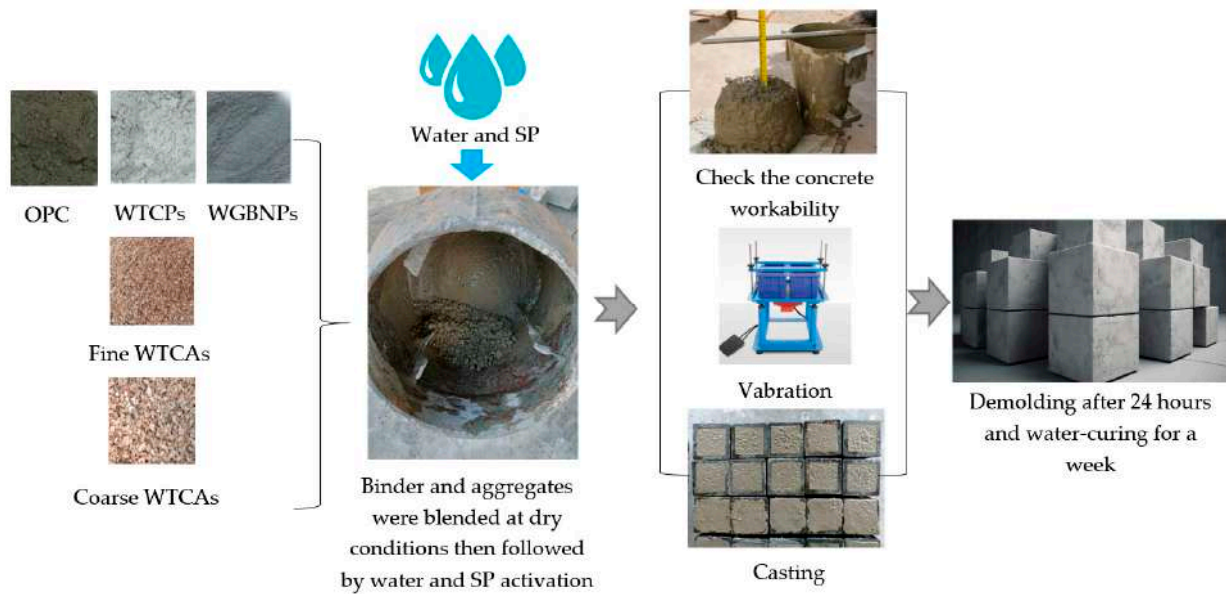 Water and SP
OPC
WTCPs
WGBNPs
Fine WTCAs
Coarse WTCAs
Binder and aggregates
were blended at dry
conditions then followed
by water and SP activation
Check the concrete
workability
Vabration
Casting
Demolding after 24 hours
and water-curing for a
week